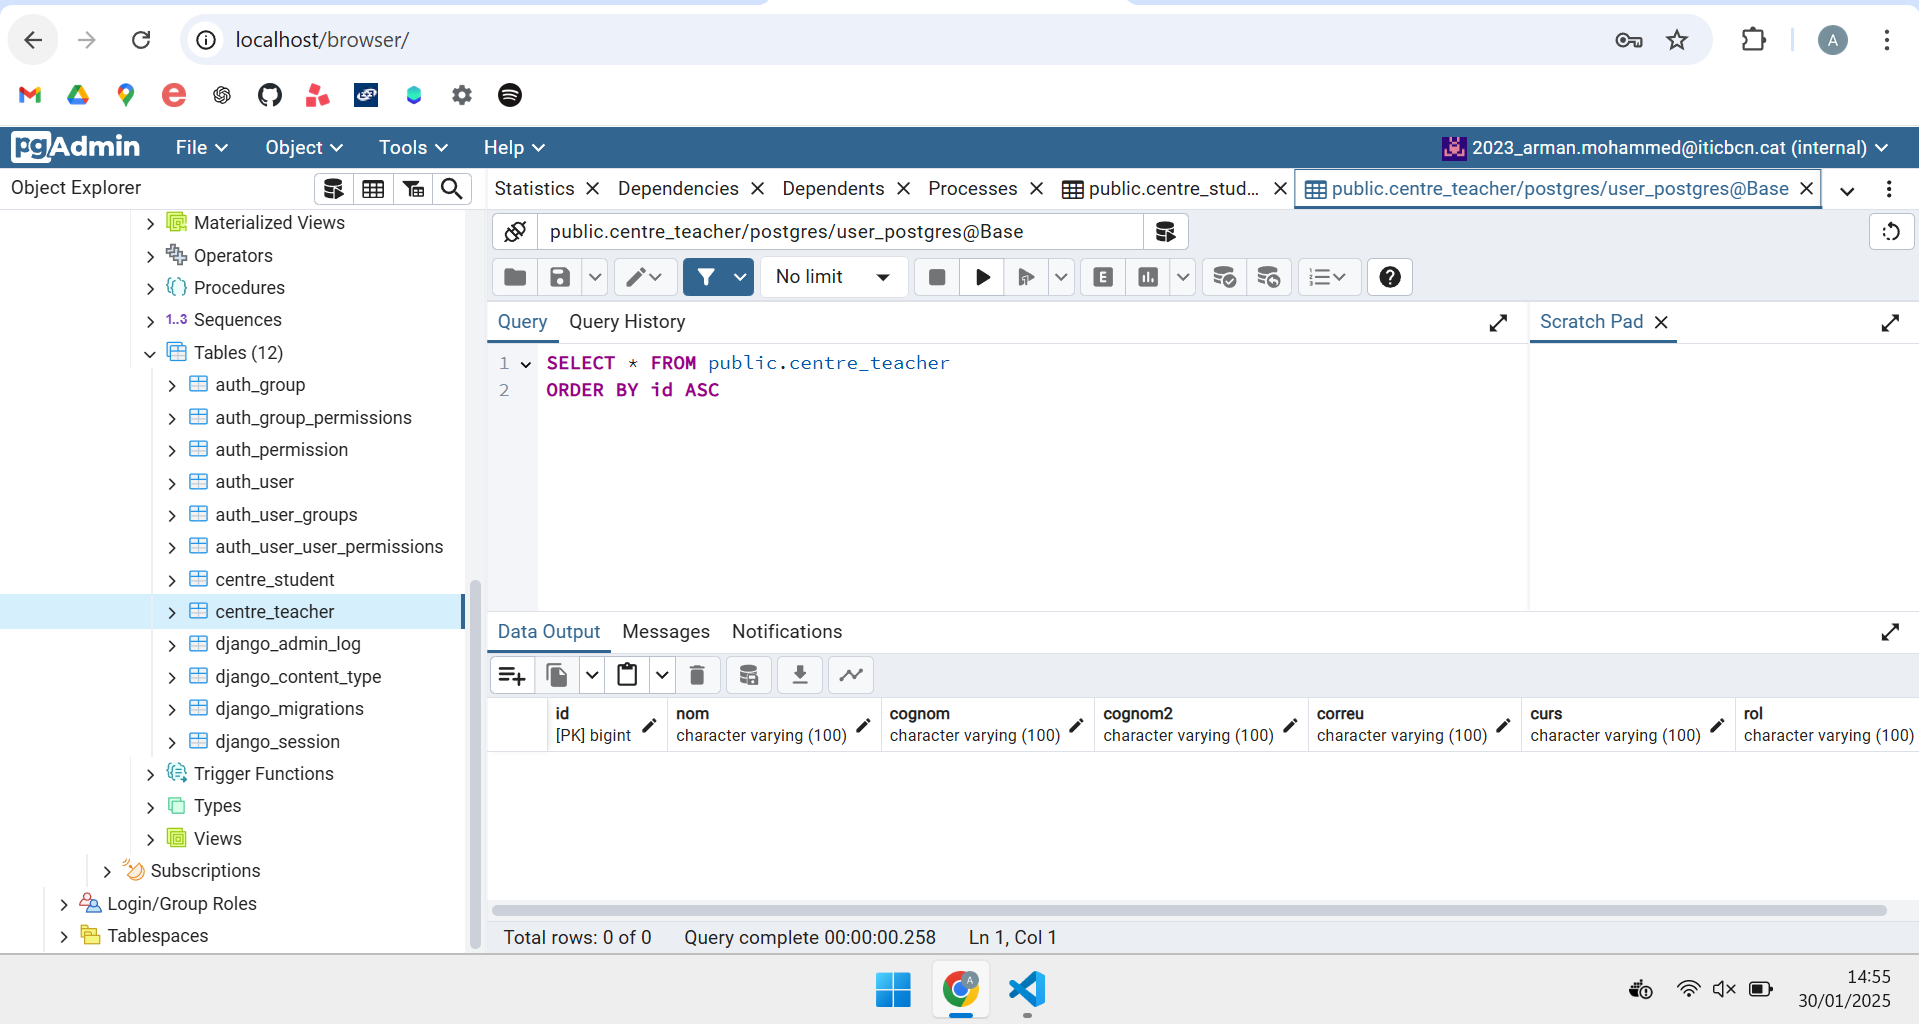 localhost/browser/
A
pgAdmin
File
Object
Tools
Help
2023_arman.mohammed@iticbcn.cat (internal)
Object Explorer
Statistics
Dependencies
Dependents
Processes
public.centre_stud...
public.centre_teacher/postgres/user_postgres@Base
public.centre_teacher/postgres/user_postgres@Base
No limit
E
Query
Query History
Scratch Pad
1 SELECT * FROM public.centre_teacher
2 ORDER BY id ASC
Materialized Views
Operators
Procedures
1..3 Sequences
Tables (12)
auth_group
auth_group_permissions
auth_permission
auth_user
auth_user_groups
auth_user_user_permissions
centre_student
centre_teacher
django_admin_log
django_content_type
django_migrations
django_session
Trigger Functions
Types
Views
Subscriptions
Login/Group Roles
Tablespaces
Data Output
Messages
Notifications
id
[PK] bigint
nom
character varying (100)
cognom
character varying (100)
cognom2
character varying (100)
correu
character varying (100)
curs
character varying (100)
rol
character varying (100)
Total rows: 0 of 0
Query complete 00:00:00.258
Ln 1, Col 1
A
14:55
30/01/2025